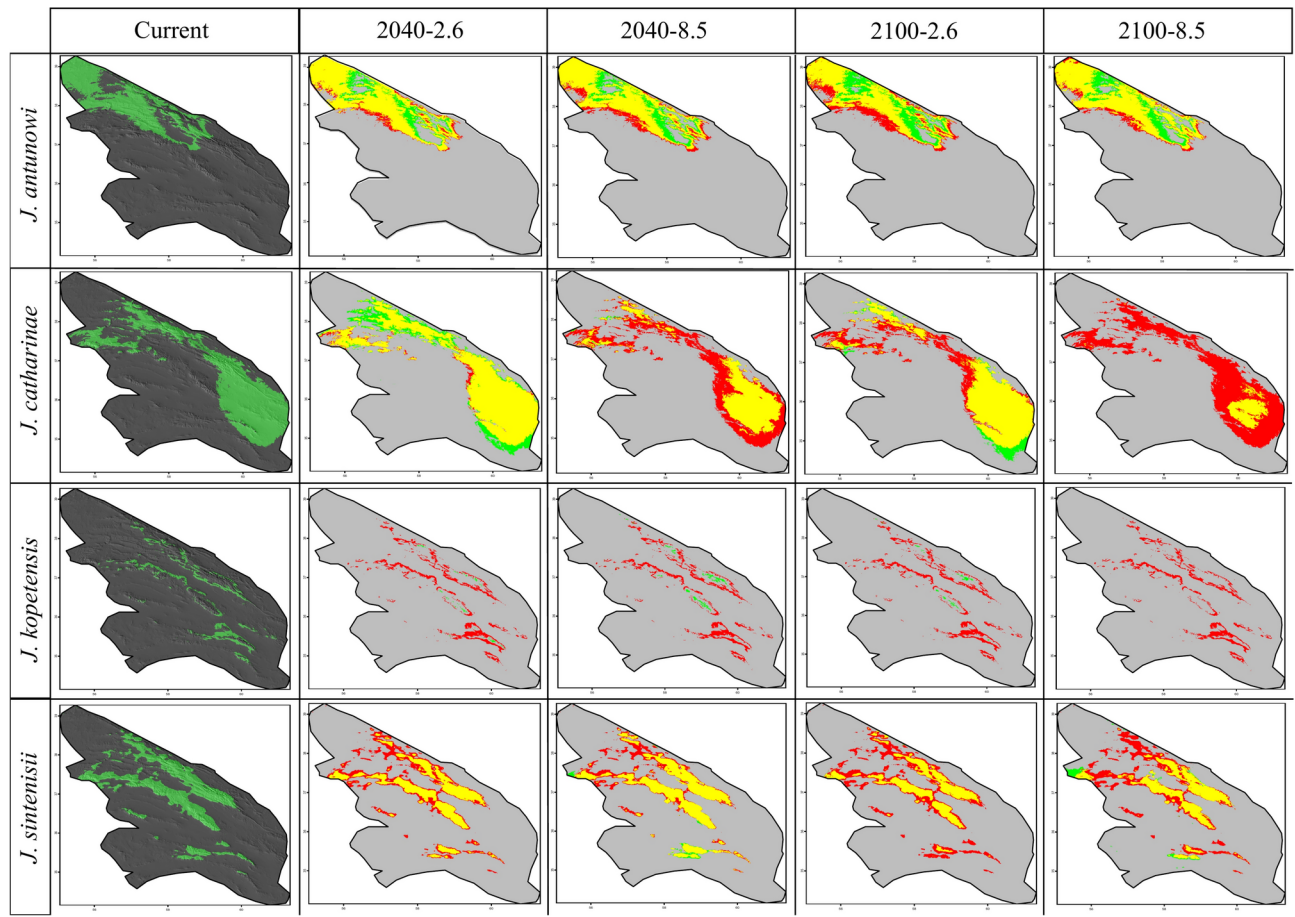 Current 2040-2.6 2040-8.5 2100-2.6 2100-8.5
J. antunowi
J. catharinae
J. kopetensis
J. sintenisii